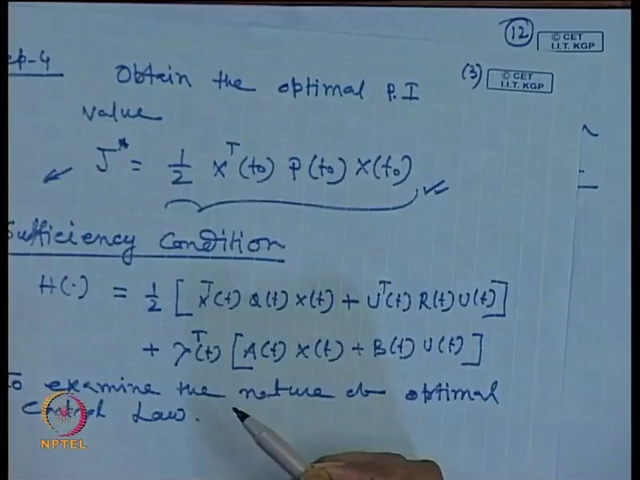 12
© CET
I.I.T. KGP
ep-4 Obtain the optimal P.I (3)
© CET
I.I.T. KGP
value
J* = 1/2 x^T(t₀) P(t₀) x(t₀)
Sufficiency Condition
H(·) = 1/2 [x^T(t) Q(t) x(t) + U^T(t) R(t) U(t)]
+ λ^T(t) [A(t) x(t) + B(t) U(t)]
To examine the nature of optimal
Control Law.
NPTEL